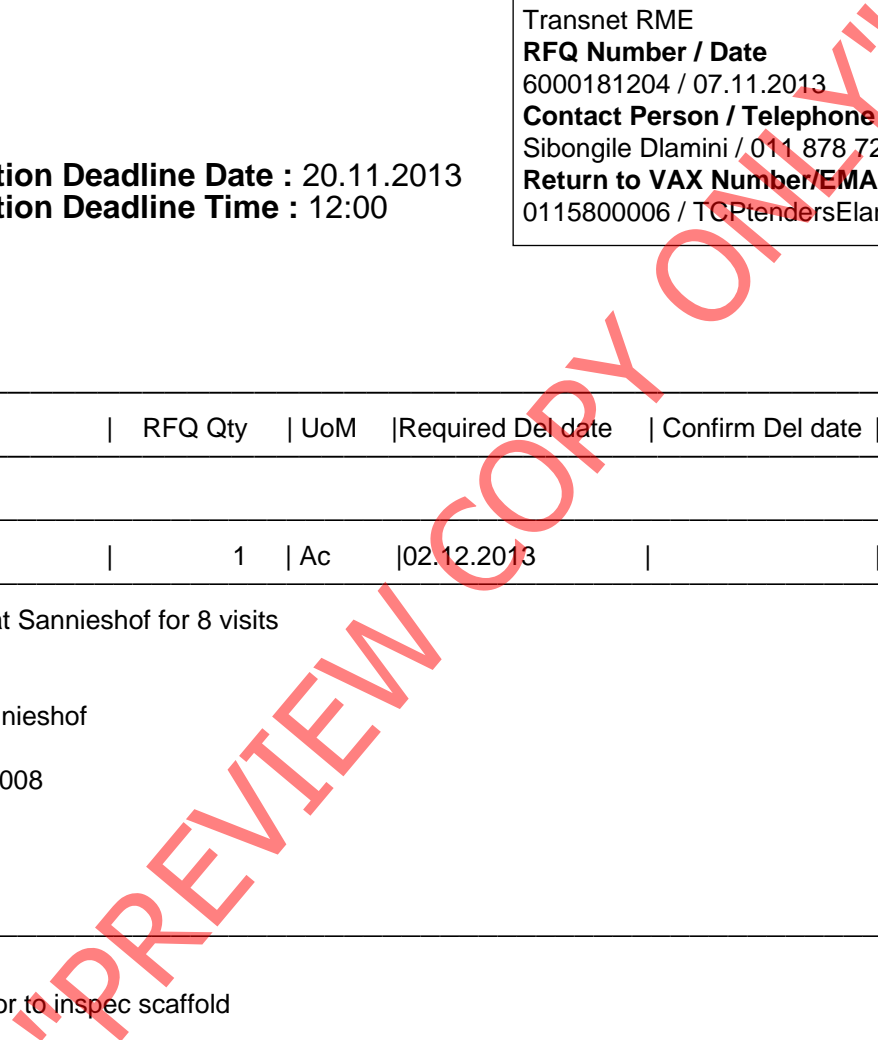 Transnet RME
RFQ Number / Date
6000181204 / 07.11.2013
Contact Person / Telephone
Sibongile Dlamini / 011 878 72
tion Deadline Date : 20.11.2013
Return to VAX Number/EMA
tion Deadline Time : 12:00
0115800006 / TCPtendersElan
| RFQ Qty | UoM |Required Del date | Confirm Del date |
| 1 | Ac |02.12.2013 | |
at Sannieshof for 8 visits
nieshof
008
or to inspec scaffold
"PREVIEW COPY ONLY"